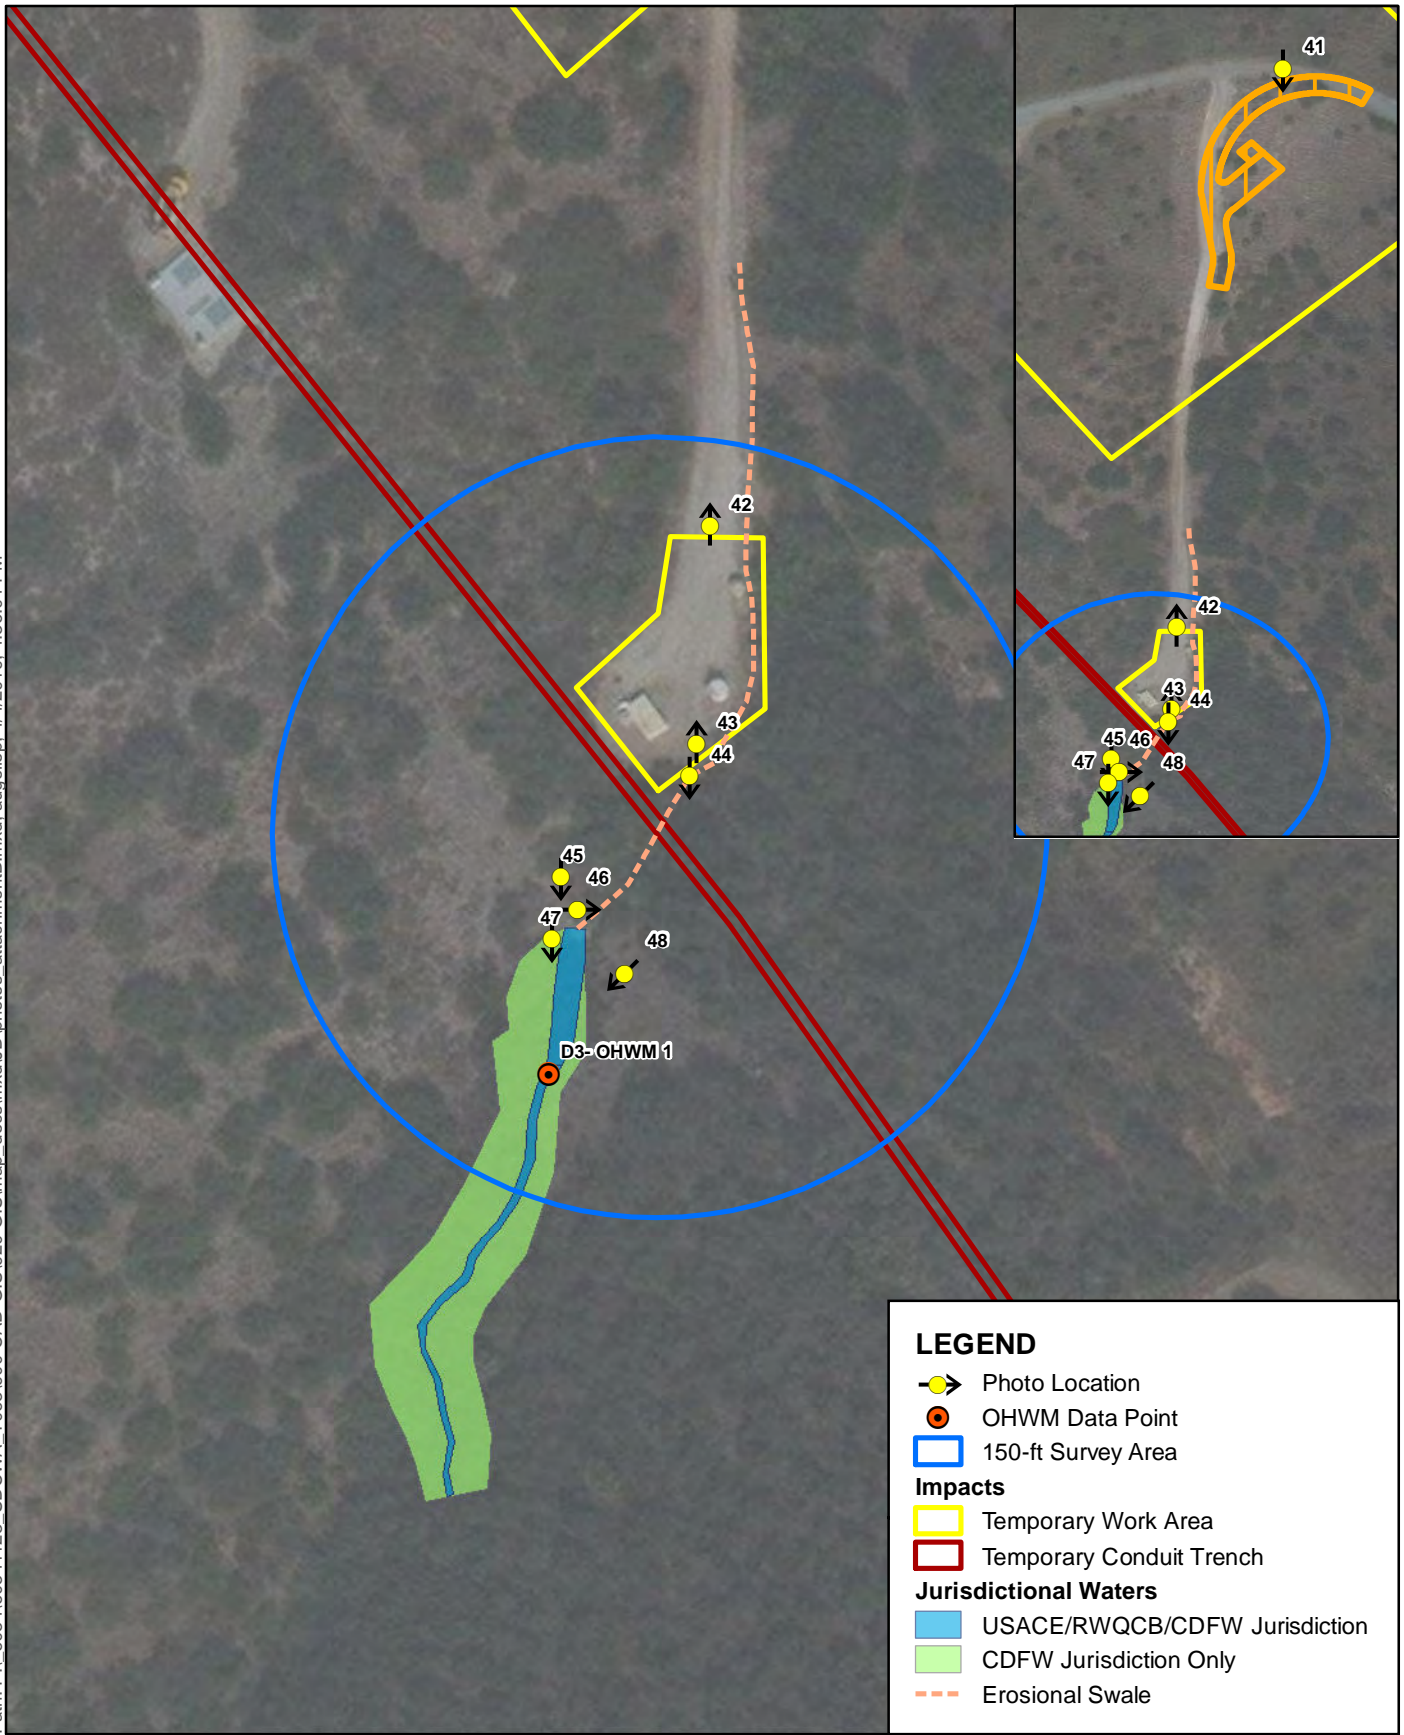 41
42
43
44
45
46
47
48
42
43
44
45
46
47
48
D3- OHWM 1
LEGEND
Photo Location
OHWM Data Point
150-ft Survey Area
Impacts
Temporary Work Area
Temporary Conduit Trench
Jurisdictional Waters
USACE/RWQCB/CDFW Jurisdiction
CDFW Jurisdiction Only
Erosional Swale